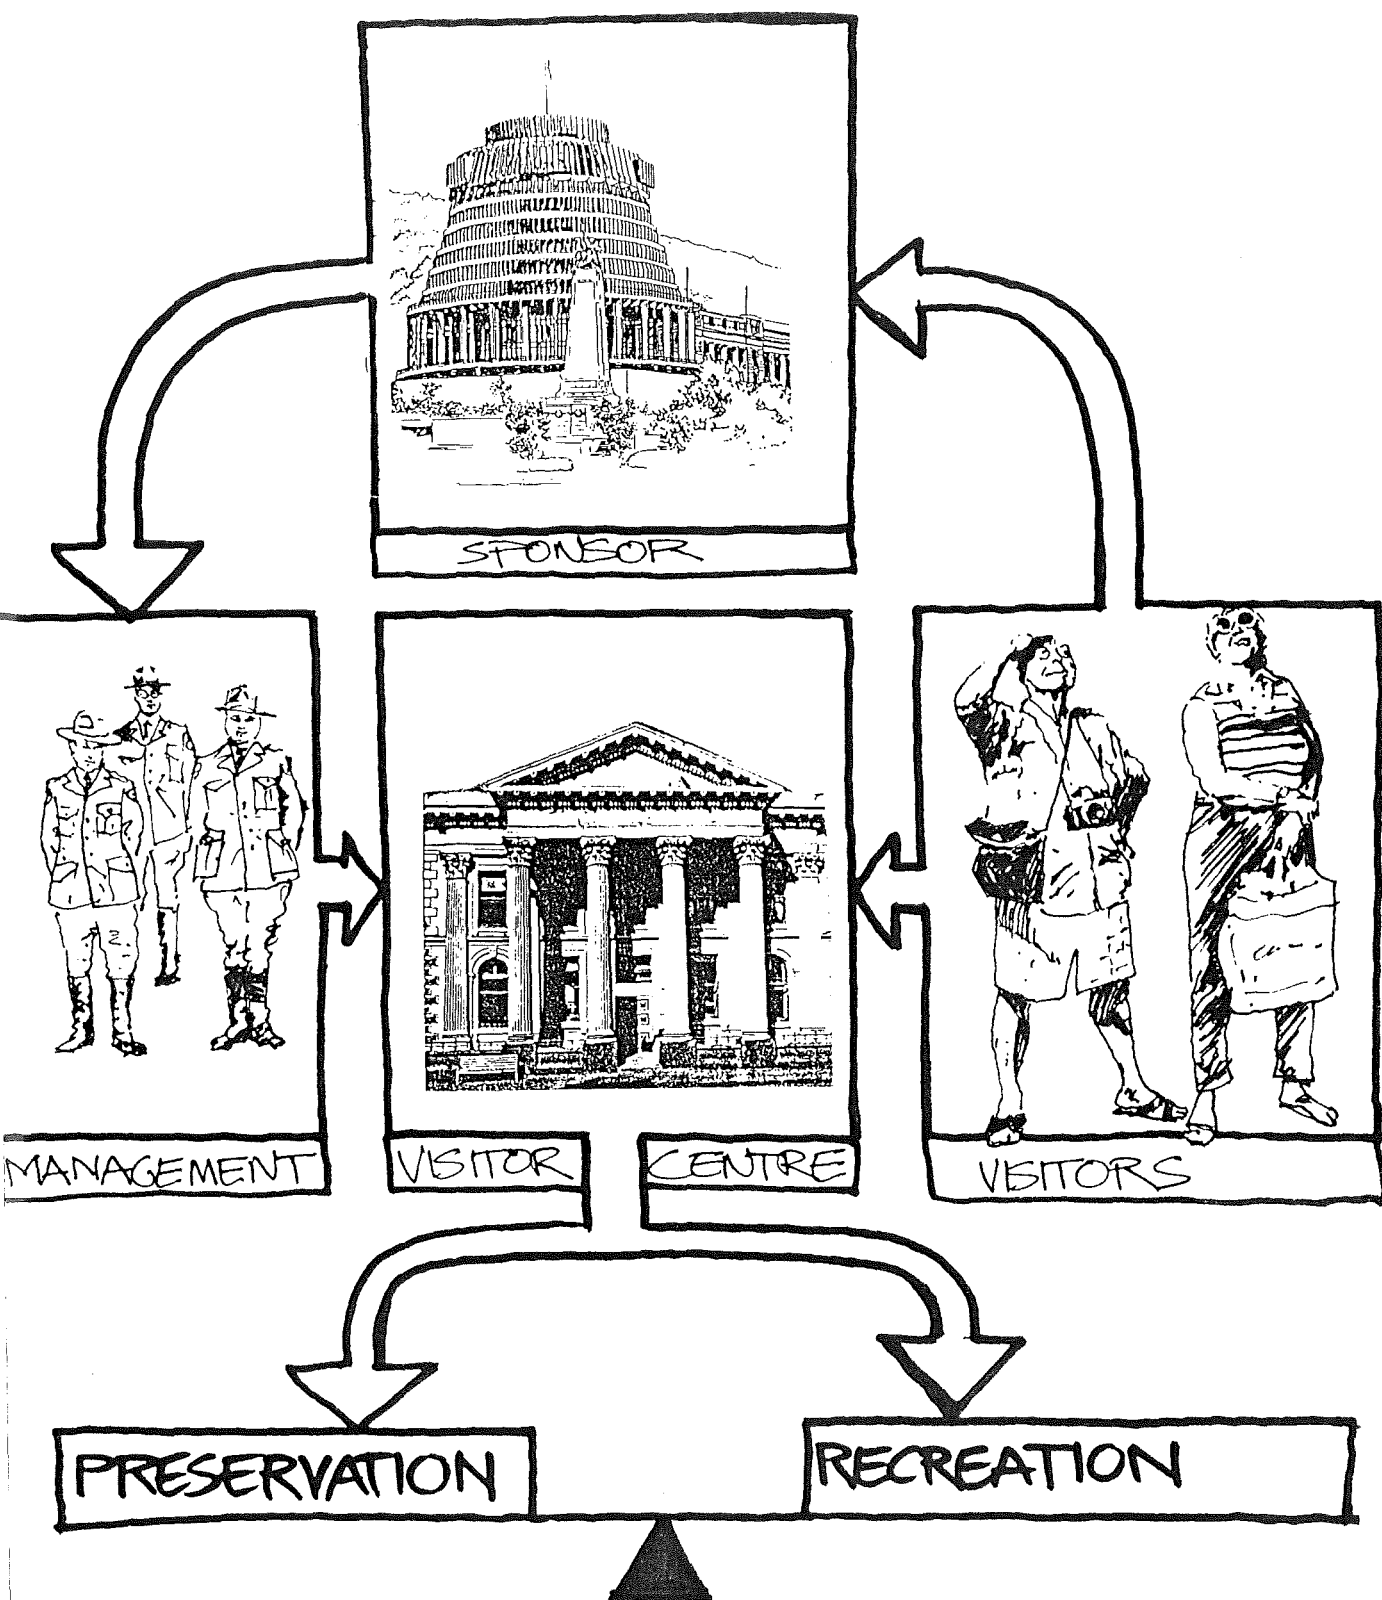 SPONSOR
MANAGEMENT
VISITOR CENTRE
VISITORS
PRESERVATION
RECREATION